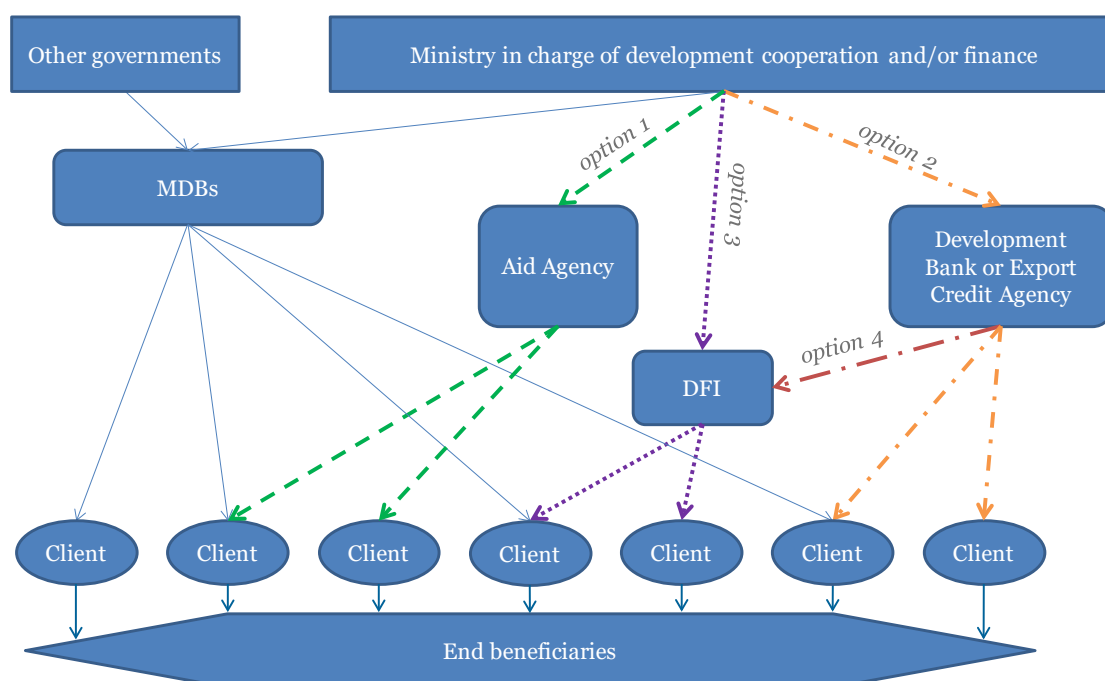 Other governments
Ministry in charge of development cooperation and/or finance
option 1
option 2
option 3
MDBs
Aid Agency
Development
Bank or Export
Credit Agency
option 4
DFI
Client
Client
Client
Client
Client
Client
Client
End beneficiaries